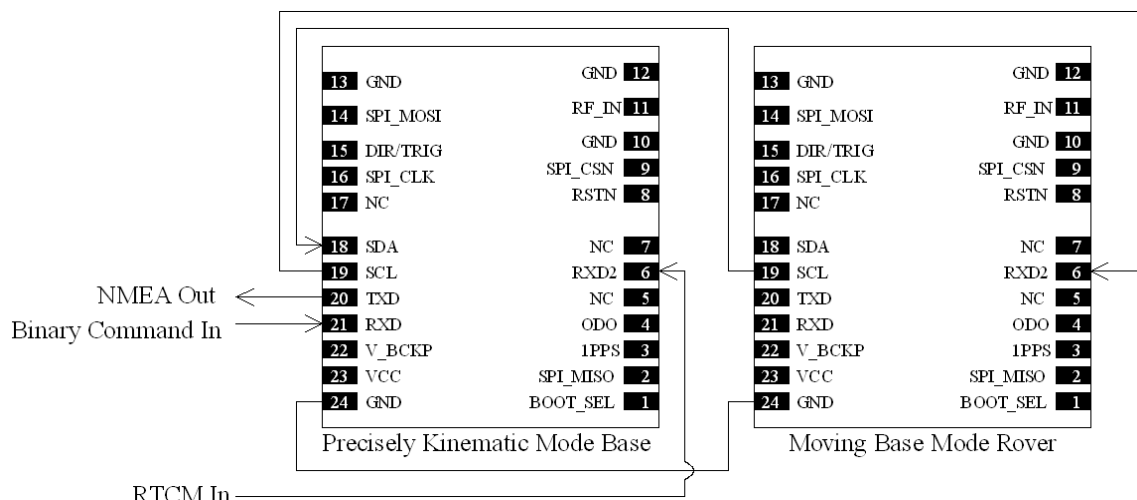 13 GND GND 12
14 SPI_MOSI RF_IN 11
15 DIR/TRIG GND 10
16 SPI_CLK SPI_CSN 9
17 NC RSTN 8
18 SDA NC 7
19 SCL RXD2 6
20 TXD NC 5
21 RXD ODO 4
22 V_BCKP 1PPS 3
23 VCC SPI_MISO 2
24 GND BOOT_SEL 1
Precisely Kinematic Mode Base
13 GND GND 12
14 SPI_MOSI RF_IN 11
15 DIR/TRIG GND 10
16 SPI_CLK SPI_CSN 9
17 NC RSTN 8
18 SDA NC 7
19 SCL RXD2 6
20 TXD NC 5
21 RXD ODO 4
22 V_BCKP 1PPS 3
23 VCC SPI_MISO 2
24 GND BOOT_SEL 1
Moving Base Mode Rover
NMEA Out
Binary Command In
RTCM In